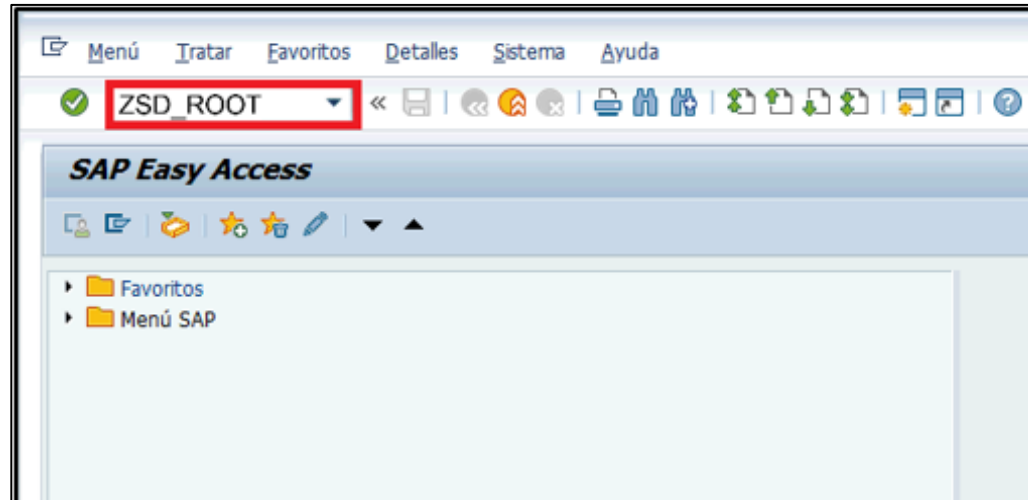 Menú Tratar Favoritos Detalles Sistema Ayuda
ZSD_ROOT
SAP Easy Access
Favoritos
Menú SAP